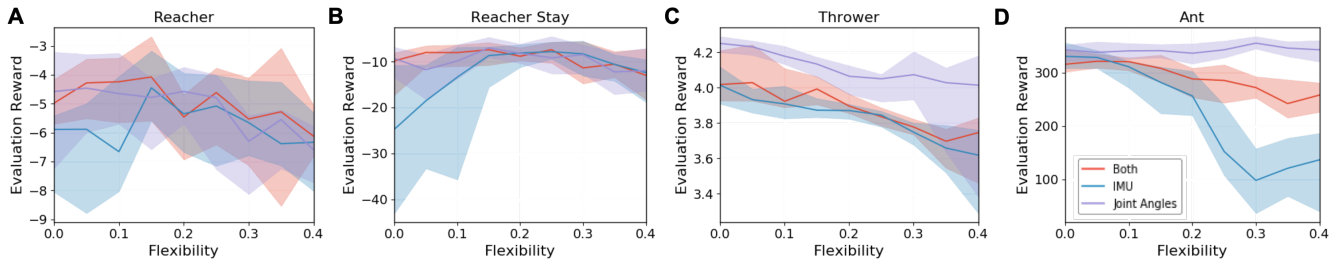 A
Reacher
Evaluation Reward
−3
−4
−5
−6
−7
−8
−9
0.0 0.1 0.2 0.3 0.4
Flexibility
B
Reacher Stay
Evaluation Reward
0
−10
−20
−30
−40
0.0 0.1 0.2 0.3 0.4
Flexibility
C
Thrower
Evaluation Reward
4.2
4.0
3.8
3.6
3.4
0.0 0.1 0.2 0.3 0.4
Flexibility
D
Ant
Evaluation Reward
300
200
100
Both
IMU
Joint Angles
0.0 0.1 0.2 0.3 0.4
Flexibility